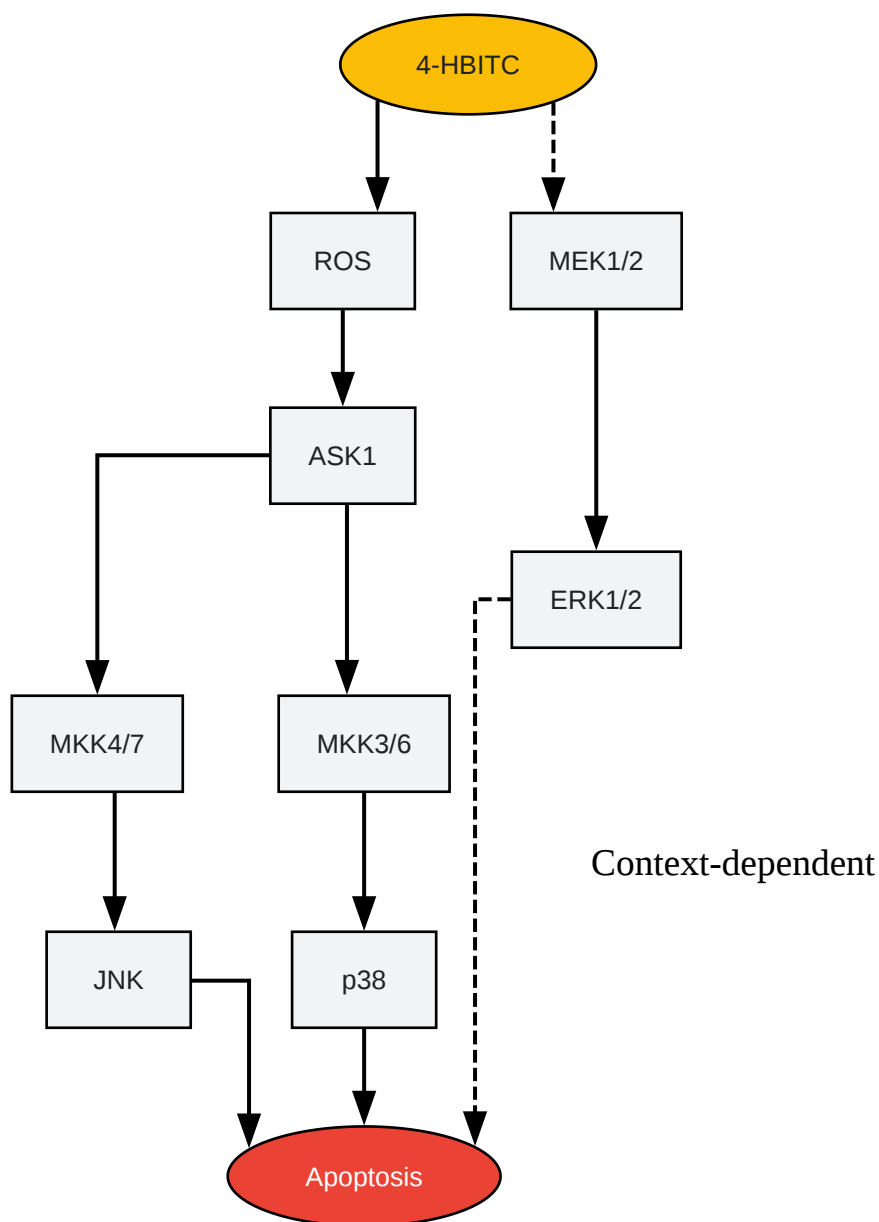 4-HBITC
ROS
MEK1/2
ASK1
ERK1/2
MKK4/7
MKK3/6
Context-dependent
JNK
p38
Apoptosis